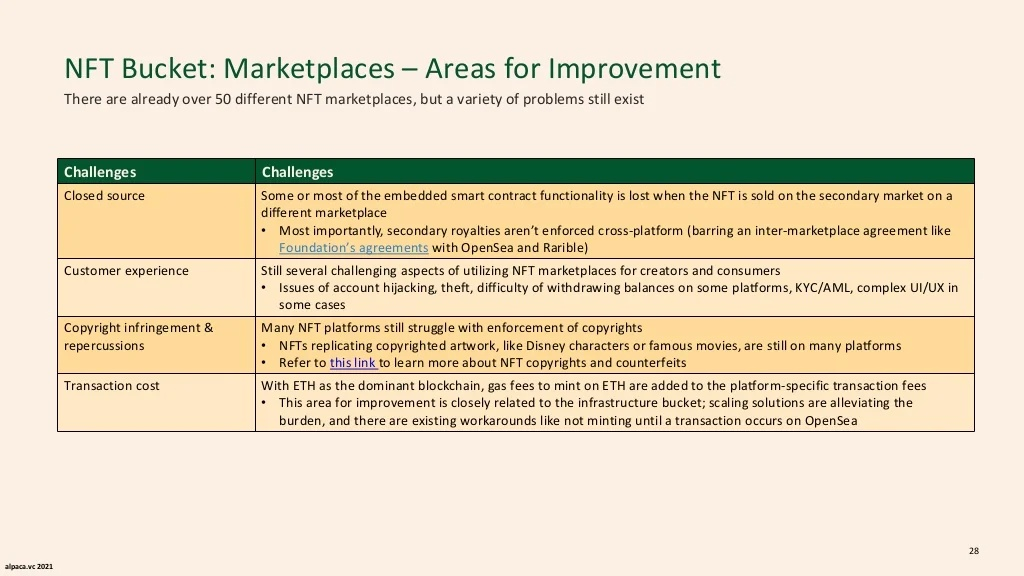 NFT Bucket: Marketplaces – Areas for Improvement
There are already over 50 different NFT marketplaces, but a variety of problems still exist
Challenges
Challenges
Closed source
Some or most of the embedded smart contract functionality is lost when the NFT is sold on the secondary market on a
different marketplace
• Most importantly, secondary royalties aren’t enforced cross-platform (barring an inter-marketplace agreement like
Foundation’s agreements with OpenSea and Rarible)
Customer experience
Still several challenging aspects of utilizing NFT marketplaces for creators and consumers
• Issues of account hijacking, theft, difficulty of withdrawing balances on some platforms, KYC/AML, complex UI/UX in
some cases
Copyright infringement &
repercussions
Many NFT platforms still struggle with enforcement of copyrights
• NFTs replicating copyrighted artwork, like Disney characters or famous movies, are still on many platforms
• Refer to this link to learn more about NFT copyrights and counterfeits
Transaction cost
With ETH as the dominant blockchain, gas fees to mint on ETH are added to the platform-specific transaction fees
• This area for improvement is closely related to the infrastructure bucket; scaling solutions are alleviating the
burden, and there are existing workarounds like not minting until a transaction occurs on OpenSea
28
alpaca.vc 2021